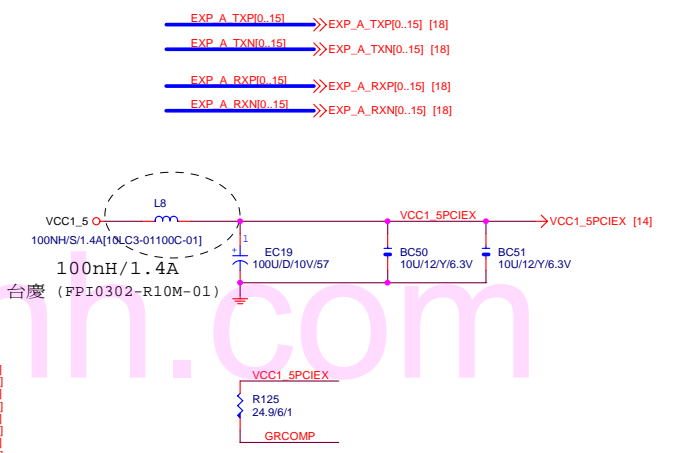 EXP_A_TXP[0..15] EXP_A_TXP[0..15] [18]
EXP_A_TXN[0..15] EXP_A_TXN[0..15] [18]
EXP_A_RXP[0..15] EXP_A_RXP[0..15] [18]
EXP_A_RXN[0..15] EXP_A_RXN[0..15] [18]
L8
VCC1_5
VCC1_5PCIEX VCC1_5PCIEX [14]
100NH/S/1.4A[10LC3-01100C-01]
1
+
EC19
100U/D/10V/57
BC50
10U/12/Y/6.3V
BC51
10U/12/Y/6.3V
100nH/1.4A
台慶 (FPI0302-R10M-01)
nh.com
VCC1_5PCIEX
R125
24.9/6/1
GRCOMP